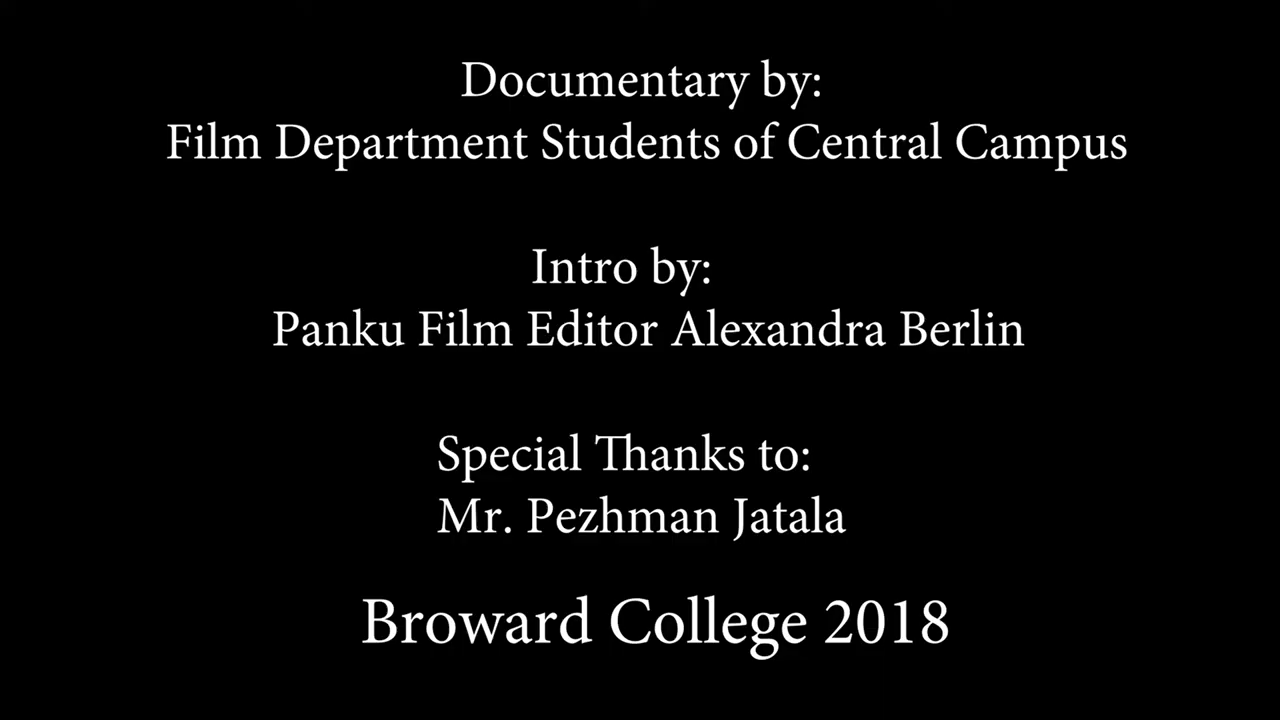 Documentary by:
Film Department Students of Central Campus
Intro by:
Panku Film Editor Alexandra Berlin
Special Thanks to:
Mr. Pezhman Jatala
Broward College 2018